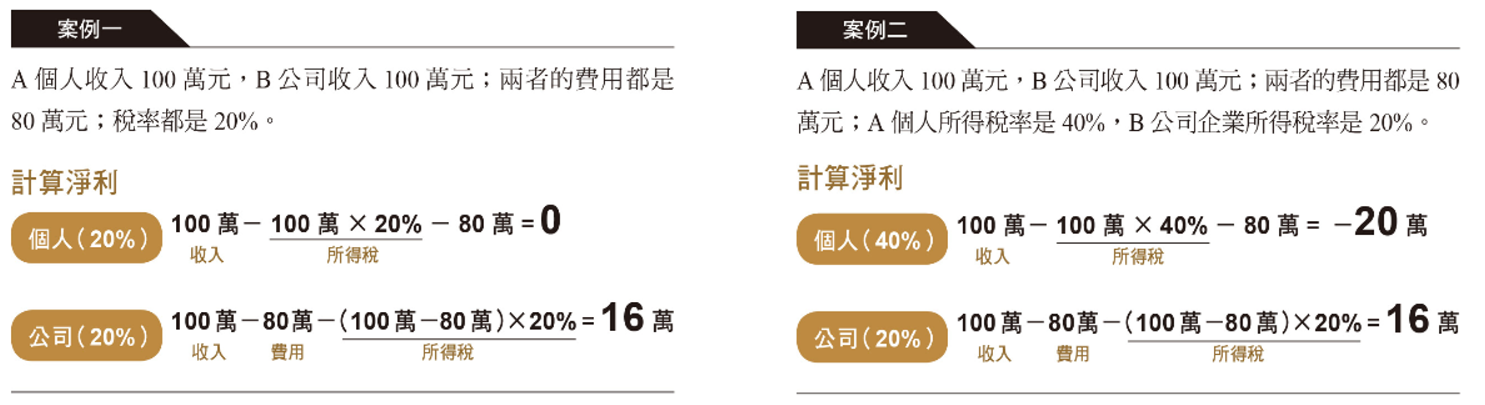 案例一
A 個人收入 100 萬元，B 公司收入 100 萬元；兩者的費用都是
80 萬元；稅率都是 20%。
計算淨利
個人（20%） 100 萬－ 100 萬 × 20% － 80 萬 = 0
收入 所得稅
公司（20%） 100 萬－80萬－（100 萬－80 萬）×20% = 16 萬
收入 費用 所得稅
案例二
A 個人收入 100 萬元，B 公司收入 100 萬元；兩者的費用都是 80
萬元；A 個人所得稅率是 40%，B 公司企業所得稅率是 20%。
計算淨利
個人（40%） 100 萬－ 100 萬 × 40% － 80 萬 = －20 萬
收入 所得稅
公司（20%） 100 萬－80萬－（100 萬－80 萬）×20% = 16 萬
收入 費用 所得稅